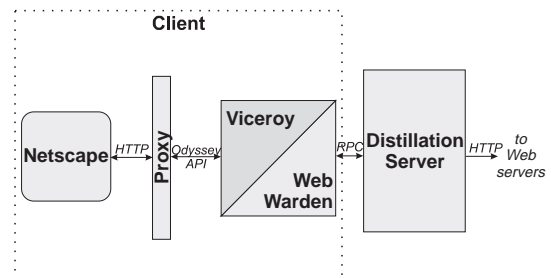 Client
Netscape
HTTP
Proxy
Odyssey
API
Viceroy
Web
Warden
RPC
Distillation
Server
HTTP
to
Web
servers